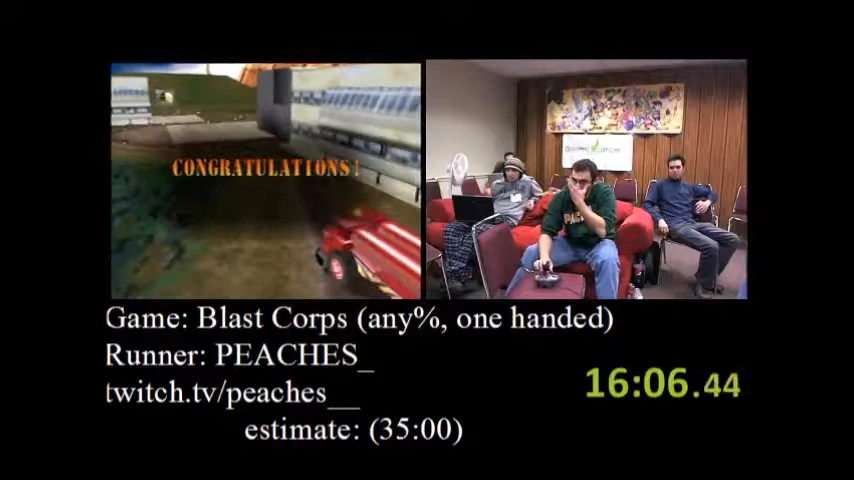 CONGRATULATIONS!
Game: Blast Corps (any%, one handed)
Runner: PEACHES_
twitch.tv/peaches__
16:06.44
estimate: (35:00)